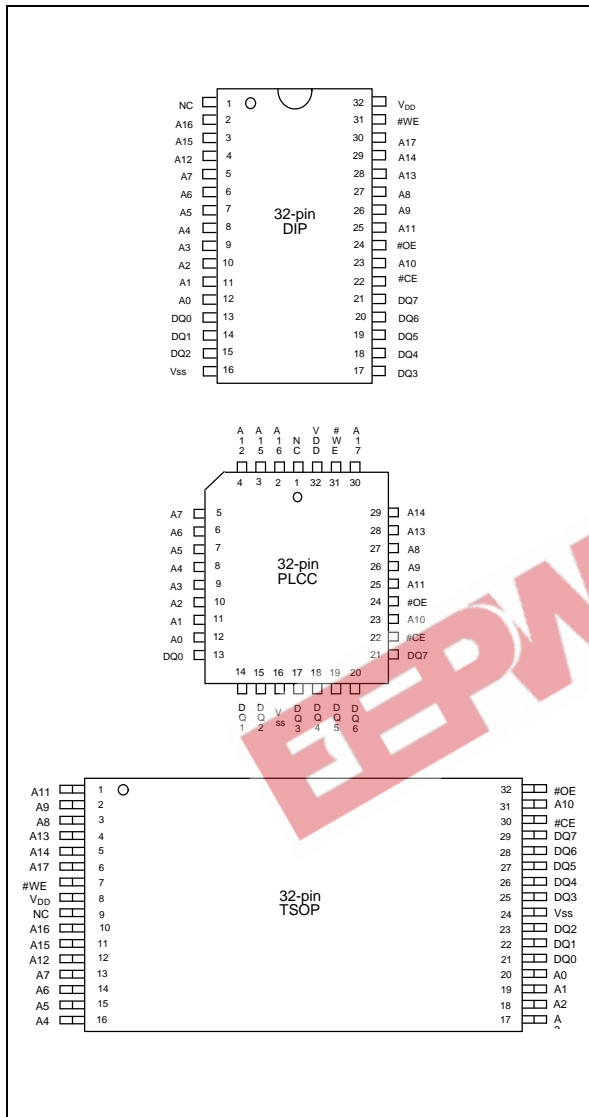 NC 1 32 VDD
A16 2 31 #WE
A15 3 30 A17
A12 4 29 A14
A7 5 28 A13
A6 6 27 A8
A5 7 26 A9
32-pin
DIP
A4 8 25 A11
A3 9 24 #OE
A2 10 23 A10
A1 11 22 #CE
A0 12 21 DQ7
DQ0 13 20 DQ6
DQ1 14 19 DQ5
DQ2 15 18 DQ4
Vss 16 17 DQ3
A12 A15 A16 NC VDD #WE A17
4 3 2 1 32 31 30
A7 5 29 A14
A6 6 28 A13
A5 7 27 A8
A4 8 26 A9
32-pin
PLCC
A3 9 25 A11
A2 10 24 #OE
A1 11 23 A10
A0 12 22 #CE
DQ0 13 21 DQ7
14 15 16 17 18 19 20
DQ1 DQ2 Vss DQ3 DQ4 DQ5 DQ6
EEPW
A11 1 32 #OE
A9 2 31 A10
A8 3 30 #CE
A13 4 29 DQ7
A14 5 28 DQ6
A17 6 27 DQ5
#WE 7 26 DQ4
VDD 8 25 DQ3
32-pin
TSOP
NC 9 24 Vss
A16 10 23 DQ2
A15 11 22 DQ1
A12 12 21 DQ0
A7 13 20 A0
A6 14 19 A1
A5 15 18 A2
A4 16 17 A